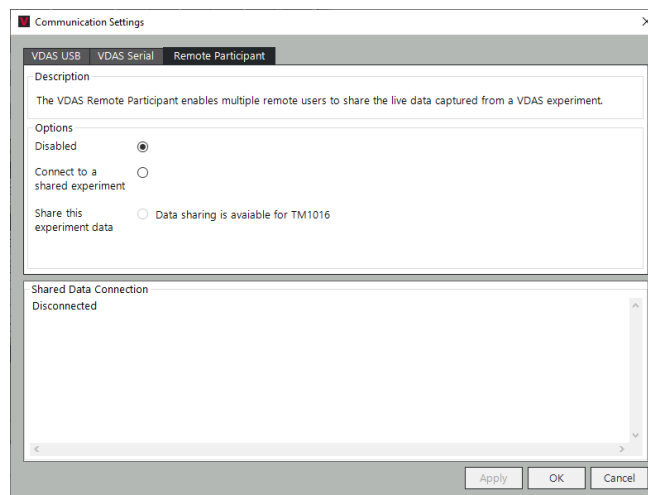 Communication Settings
VDAS USB VDAS Serial Remote Participant
Description
The VDAS Remote Participant enables multiple remote users to share the live data captured from a VDAS experiment.
Options
Disabled
Connect to a
shared experiment
Share this
experiment data
Data sharing is avaiable for TM1016
Shared Data Connection
Disconnected
Apply OK Cancel